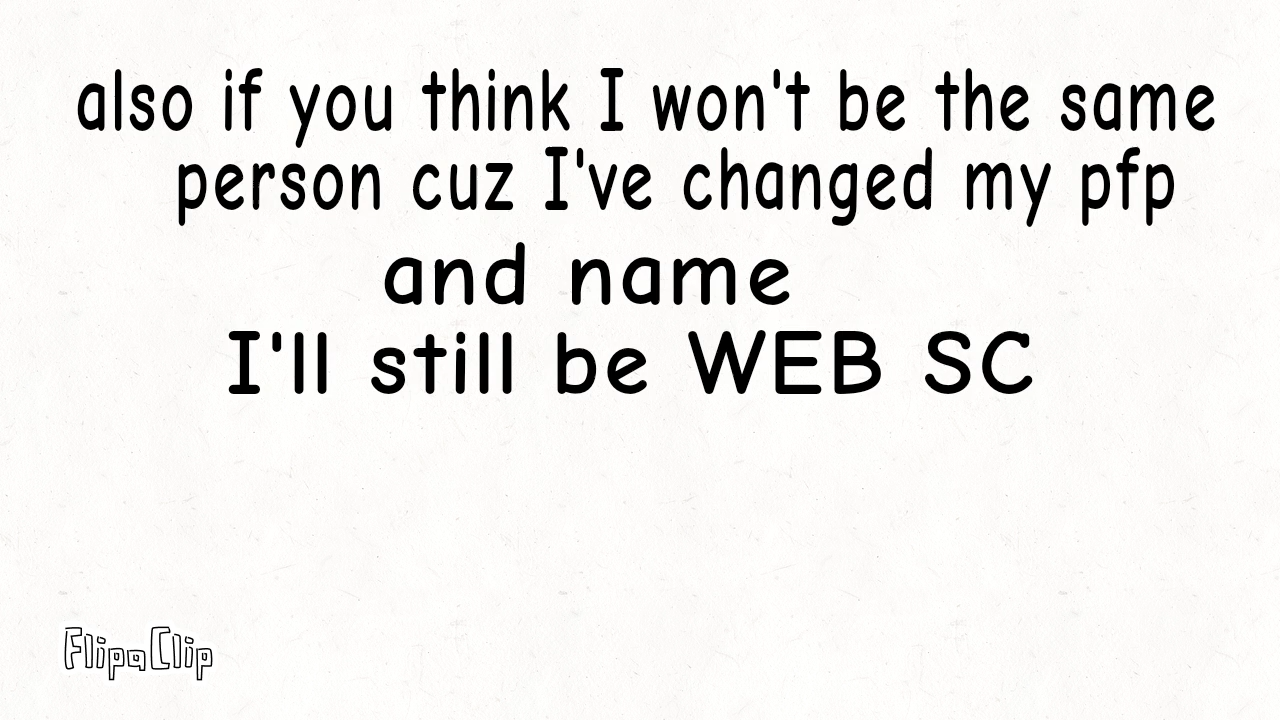 also if you think I won't be the same
person cuz I've changed my pfp
and name
I'll still be WEB SC
FlipaClip